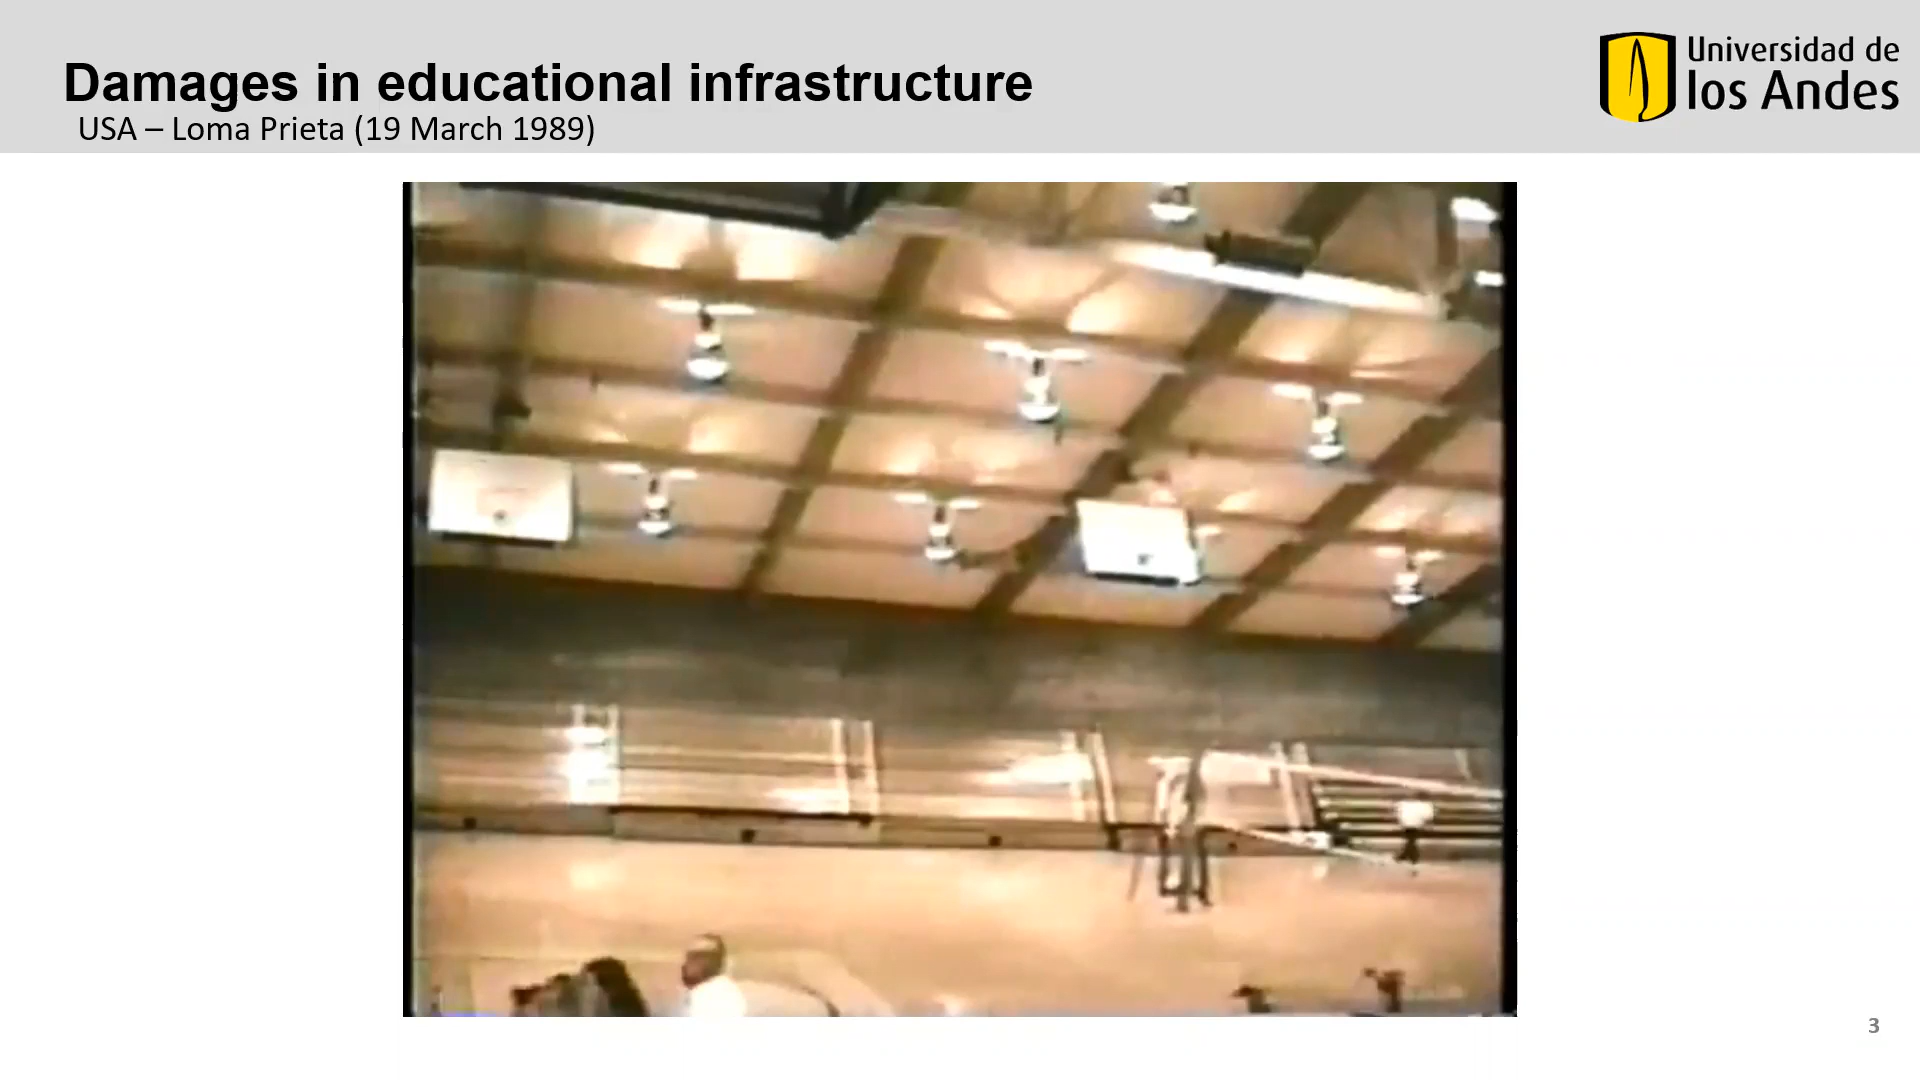 Damages in educational infrastructure
USA – Loma Prieta (19 March 1989)
Universidad de
los Andes
3